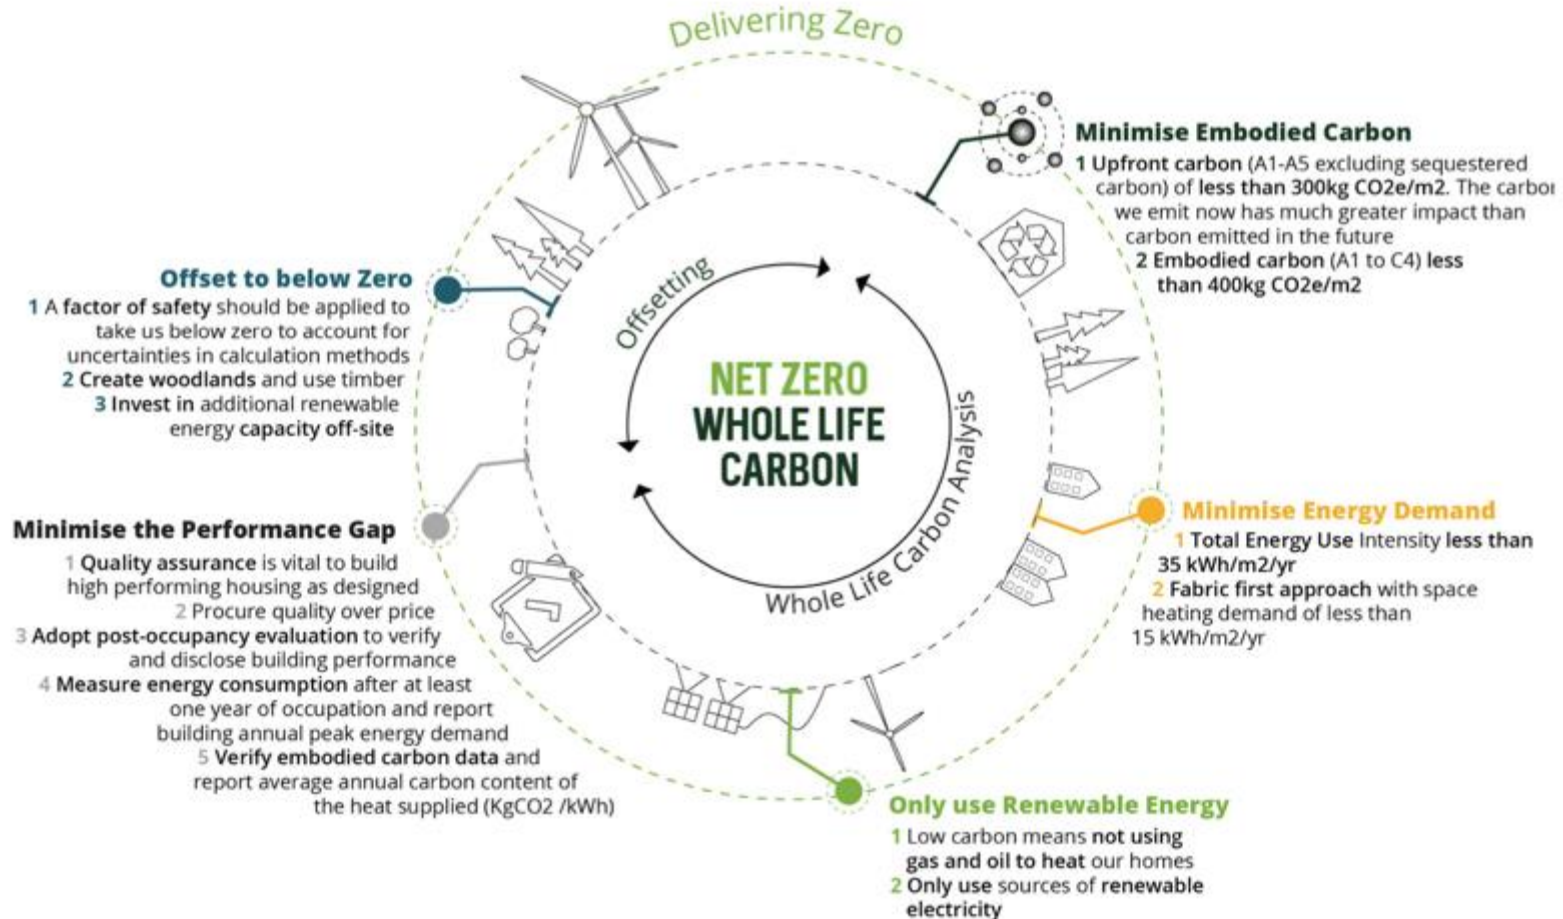 Delivering Zero
Minimise Embodied Carbon
1 Upfront carbon (A1-A5 excluding sequestered
carbon) of less than 300kg CO2e/m2. The carbo
we emit now has much greater impact than
carbon emitted in the future
2 Embodied carbon (A1 to C4) less
than 400kg CO2e/m2
Offset to below Zero
1 A factor of safety should be applied to
take us below zero to account for
uncertainties in calculation methods
2 Create woodlands and use timber
3 Invest in additional renewable
energy capacity off-site
Offsetting
NET ZERO
WHOLE LIFE
CARBON
Whole Life Carbon Analysis
Minimise Energy Demand
1 Total Energy Use Intensity less than
35 kWh/m2/yr
2 Fabric first approach with space
heating demand of less than
15 kWh/m2/yr
Minimise the Performance Gap
1 Quality assurance is vital to build
high performing housing as designed
2 Procure quality over price
3 Adopt post-occupancy evaluation to verify
and disclose building performance
4 Measure energy consumption after at least
one year of occupation and report
building annual peak energy demand
5 Verify embodied carbon data and
report average annual carbon content of
the heat supplied (KgCO2 /kWh)
Only use Renewable Energy
1 Low carbon means not using
gas and oil to heat our homes
2 Only use sources of renewable
electricity